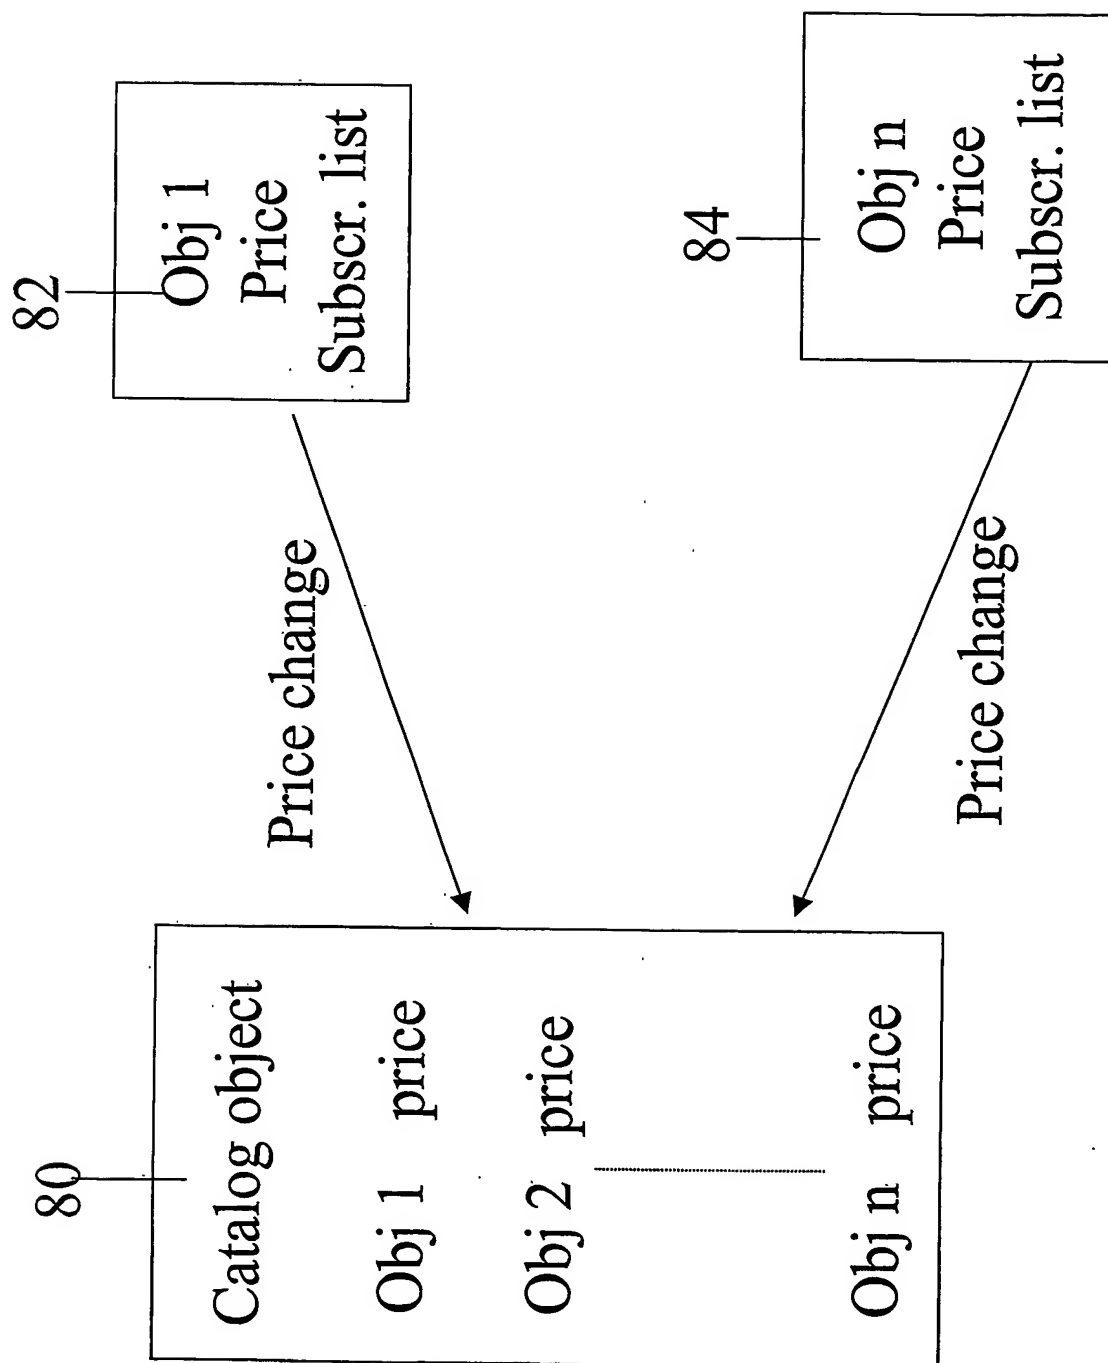 80
Catalog object
Obj 1 price
Obj 2 price
Obj n price
Price change
Price change
82
Obj 1
Price
Subscr. list
84
Obj n
Price
Subscr. list